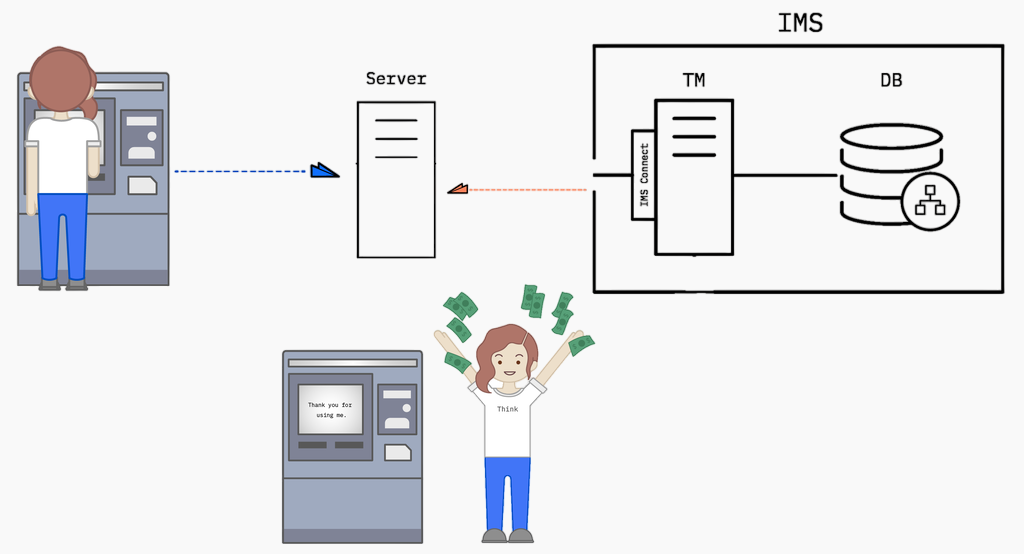 IMS
Server
TM
DB
IMS Connect
Thank you for
using me.
Think